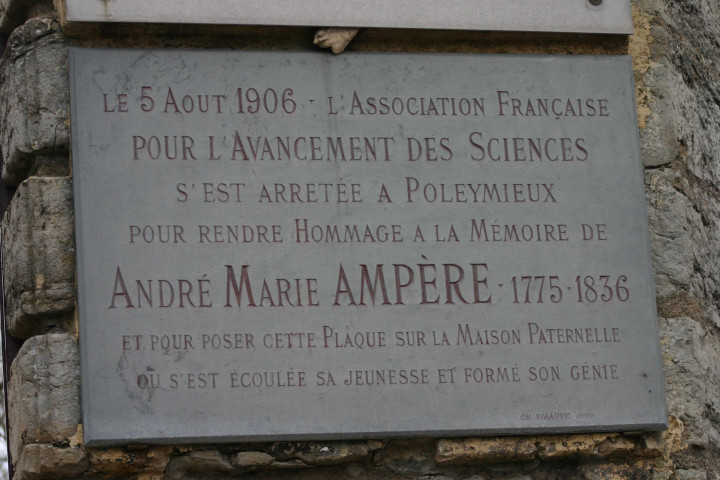 LE 5 AOUT 1906 - L'ASSOCIATION FRANÇAISE
POUR L'AVANCEMENT DES SCIENCES
S'EST ARRETÉE A POLEYMIEUX
POUR RENDRE HOMMAGE A LA MÉMOIRE DE
ANDRÉ MARIE AMPÈRE - 1775-1836
ET POUR POSER CETTE PLAQUE SUR LA MAISON PATERNELLE
OU S'EST ÉCOULÉE SA JEUNESSE ET FORMÉ SON GÉNIE
CH.